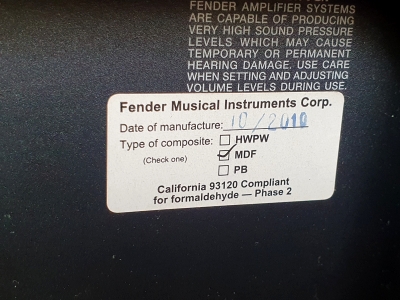 FENDER AMPLIFIER SYSTEMS
ARE CAPABLE OF PRODUCING
VERY HIGH SOUND PRESSURE
LEVELS WHICH MAY CAUSE
TEMPORARY OR PERMANENT
HEARING DAMAGE. USE CARE
WHEN SETTING AND ADJUSTING
VOLUME LEVELS DURING USE.
Fender Musical Instruments Corp.
Date of manufacture: 10/2010
Type of composite: HWPW
(Check one) MDF
PB
California 93120 Compliant
for formaldehyde — Phase 2